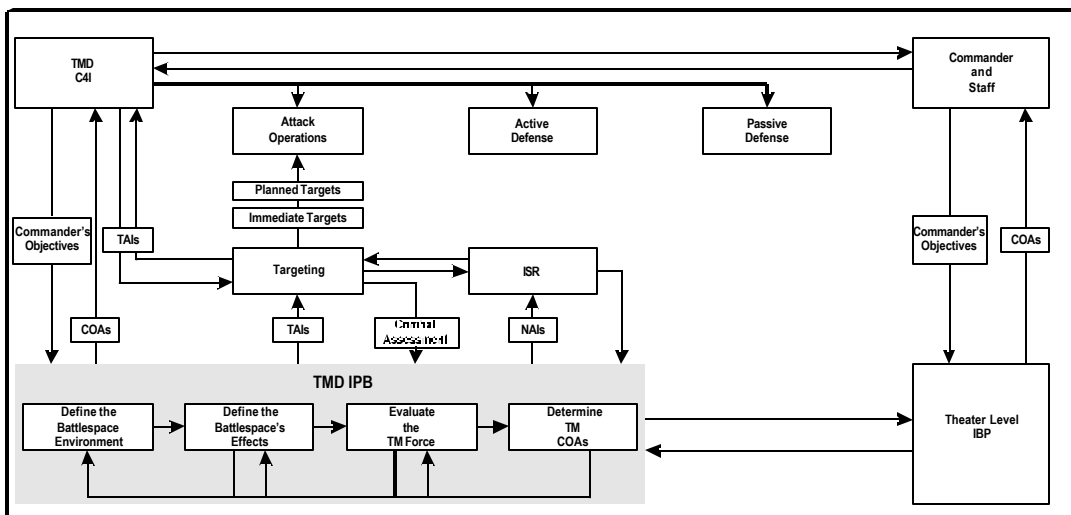 TMD
C4I
Commander
and
Staff
Attack
Operations
Active
Defense
Passive
Defense
Planned Targets
Immediate Targets
Commander's
Objectives
TAIs
Commander's
Objectives
COAs
Targeting
ISR
COAs
TAIs
Assessment
NAIs
TMD IPB
Define the
Battlespace
Environment
Define the
Battlespace's
Effects
Evaluate
the
TM Force
Determine
TM
COAs
Theater Level
IBP